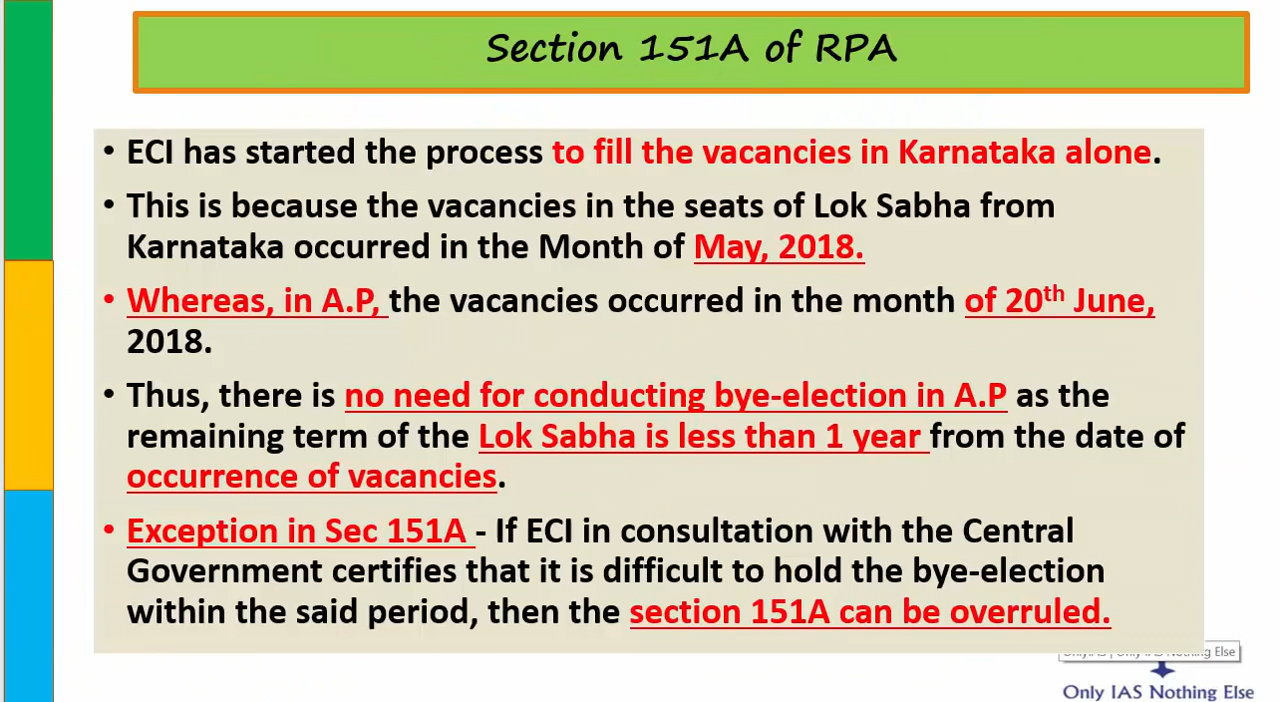 Section 151A of RPA
• ECI has started the process to fill the vacancies in Karnataka alone.
• This is because the vacancies in the seats of Lok Sabha from
Karnataka occurred in the Month of May, 2018.
• Whereas, in A.P, the vacancies occurred in the month of 20th June,
2018.
• Thus, there is no need for conducting bye-election in A.P as the
remaining term of the Lok Sabha is less than 1 year from the date of
occurrence of vacancies.
• Exception in Sec 151A - If ECI in consultation with the Central
Government certifies that it is difficult to hold the bye-election
within the said period, then the section 151A can be overruled.
OnlyIAS | Only IAS Nothing Else
Only IAS Nothing Else